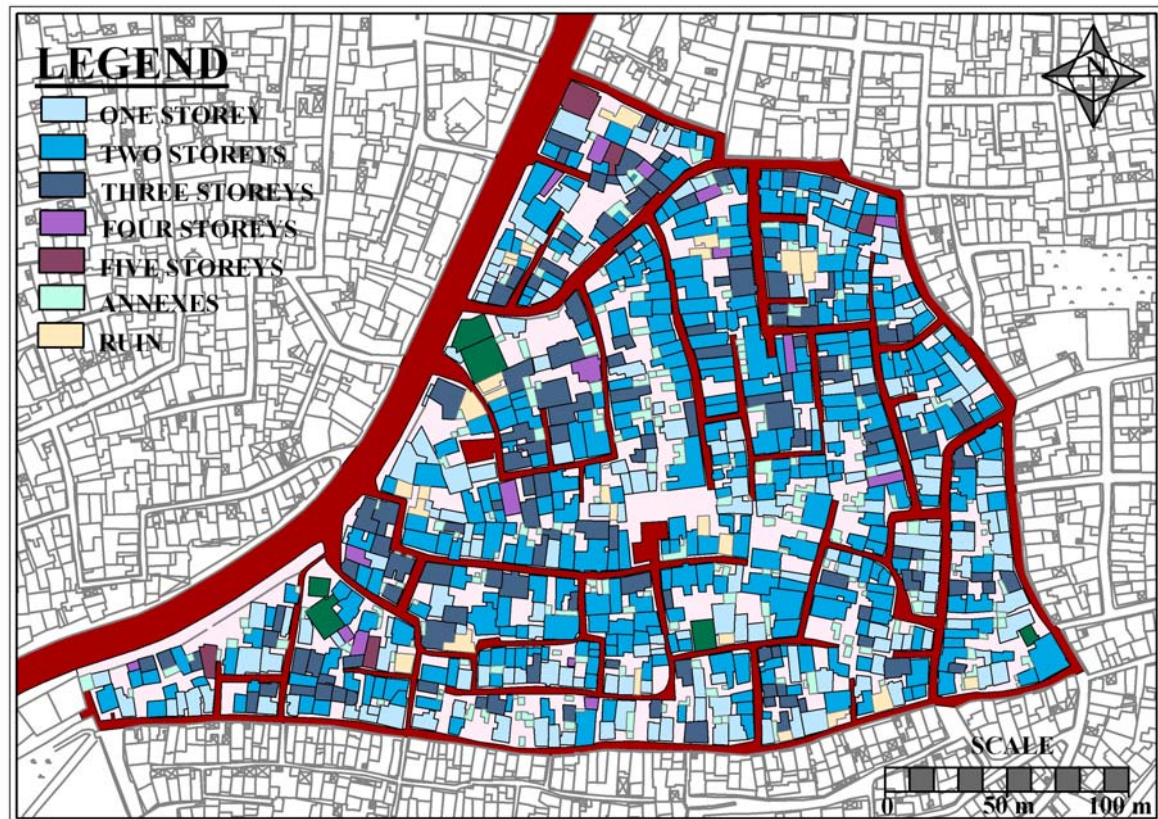 LEGEND
ONE STOREY
TWO STOREYS
THREE STOREYS
FOUR STOREYS
FIVE STOREYS
ANNEXES
RUIN
N
SCALE
0 50 m 100 m